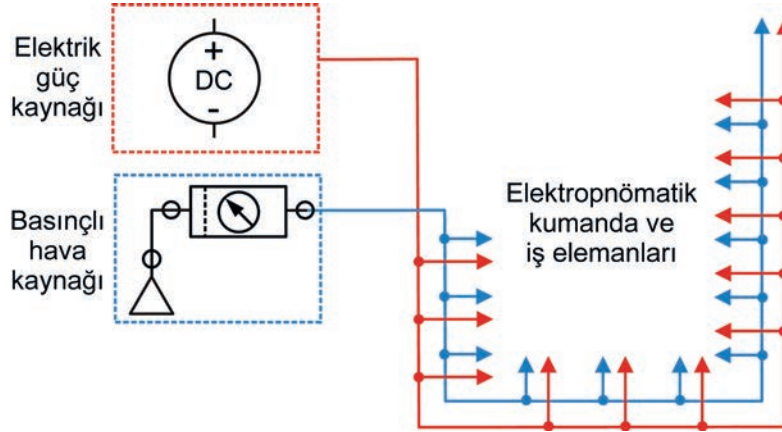 Elektrik
güç
kaynağı
+
DC
-
Basınçlı
hava
kaynağı
Elektropnömatik
kumanda ve
iş elemanları